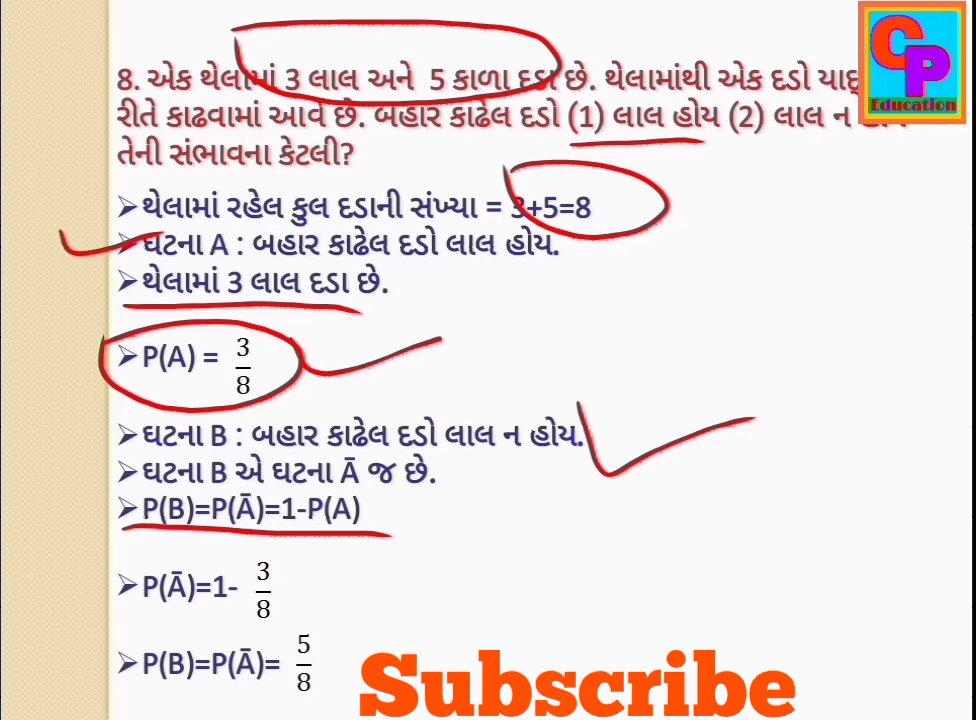 CP
Education
8. એક થેલામાં 3 લાલ અને 5 કાળા દડા છે. થેલામાંથી એક દડો
રીતે કાઢવામાં આવે છે. બહાર કાઢેલ દડો (1) લાલ હોય (2) લાલ ન
તેની સંભાવના કેટલી?
થેલામાં રહેલ કુલ દડાની સંખ્યા = 3+5=8
ઘટના A : બહાર કાઢેલ દડો લાલ હોય.
થેલામાં 3 લાલ દડા છે.
P(A) = 3/8
ઘટના B : બહાર કાઢેલ દડો લાલ ન હોય.
ઘટના B એ ઘટના Ā જ છે.
P(B)=P(Ā)=1-P(A)
P(Ā)=1- 3/8
P(B)=P(Ā)= 5/8
Subscribe